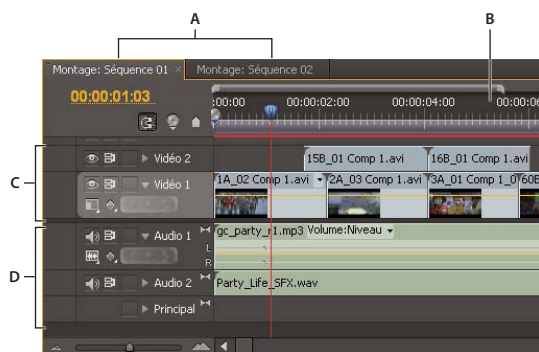 A
B
Montage: Séquence 01 × Montage: Séquence 02
00:00:01:03
:00:00 00:00:02:00 00:00:04:00 00:00:06
C
Vidéo 2 15B_01 Comp 1.avi 16B_01 Comp 1.avi
Vidéo 1 1A_02 Comp 1.avi 2A_03 Comp 1.avi 3A_01 Comp 1_0 60B
D
Audio 1 gc_party_r1.mp3 Volume:Niveau
L
R
Audio 2 Party_Life_SFX.wav
Principal